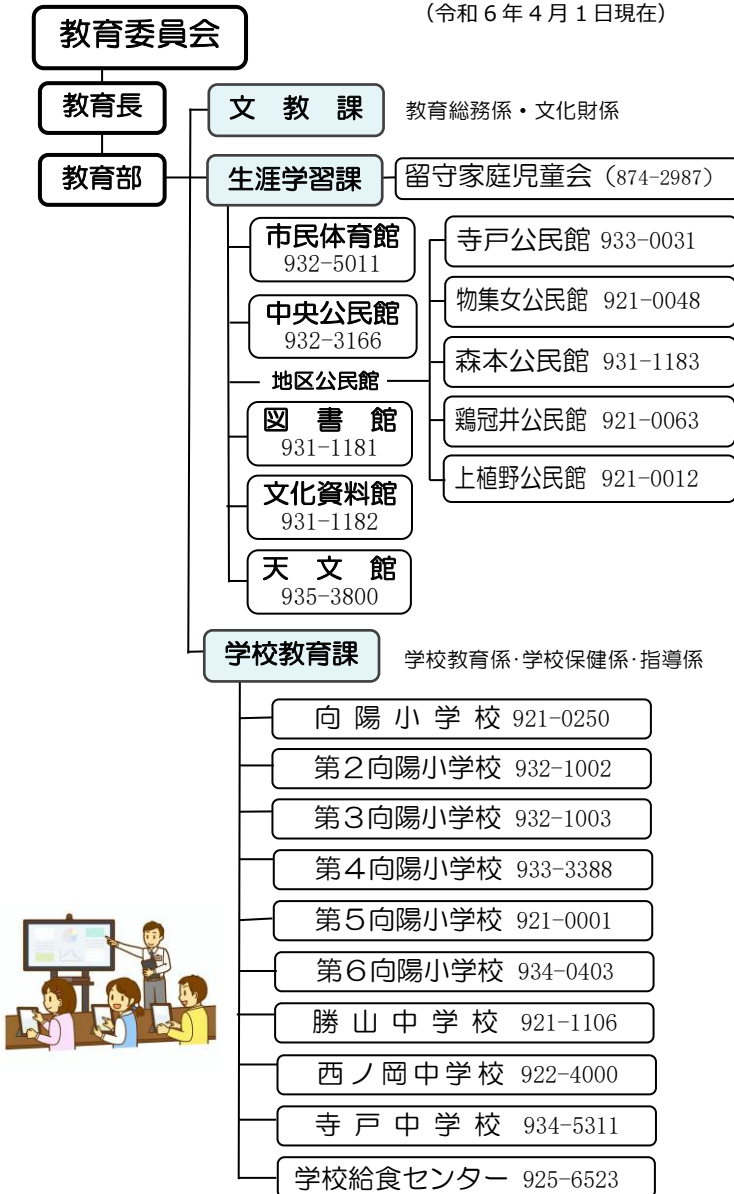 (令和6年4月1日現在)
教育委員会
教育長
文 教 課 教育総務係・文化財係
教育部
生涯学習課 留守家庭児童会(874-2987)
市民体育館
932-5011
寺戸公民館 933-0031
中央公民館
932-3166
物集女公民館 921-0048
地区公民館
森本公民館 931-1183
図 書 館
931-1181
鶏冠井公民館 921-0063
文化資料館
931-1182
上植野公民館 921-0012
天 文 館
935-3800
学校教育課 学校教育係・学校保健係・指導係
向 陽 小 学 校 921-0250
第2向陽小学校 932-1002
第3向陽小学校 932-1003
第4向陽小学校 933-3388
第5向陽小学校 921-0001
第6向陽小学校 934-0403
勝 山 中 学 校 921-1106
西ノ岡中学校 922-4000
寺 戸 中 学 校 934-5311
学校給食センター 925-6523